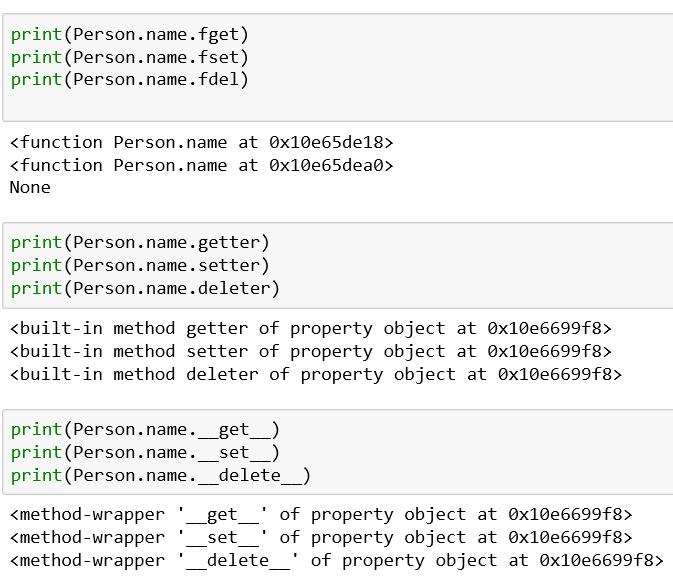 print(Person.name.fget)
print(Person.name.fset)
print(Person.name.fdel)
<function Person.name at 0x10e65de18>
<function Person.name at 0x10e65dea0>
None
print(Person.name.getter)
print(Person.name.setter)
print(Person.name.deleter)
<built-in method getter of property object at 0x10e6699f8>
<built-in method setter of property object at 0x10e6699f8>
<built-in method deleter of property object at 0x10e6699f8>
print(Person.name.__get__)
print(Person.name.__set__)
print(Person.name.__delete__)
<method-wrapper '__get__' of property object at 0x10e6699f8>
<method-wrapper '__set__' of property object at 0x10e6699f8>
<method-wrapper '__delete__' of property object at 0x10e6699f8>